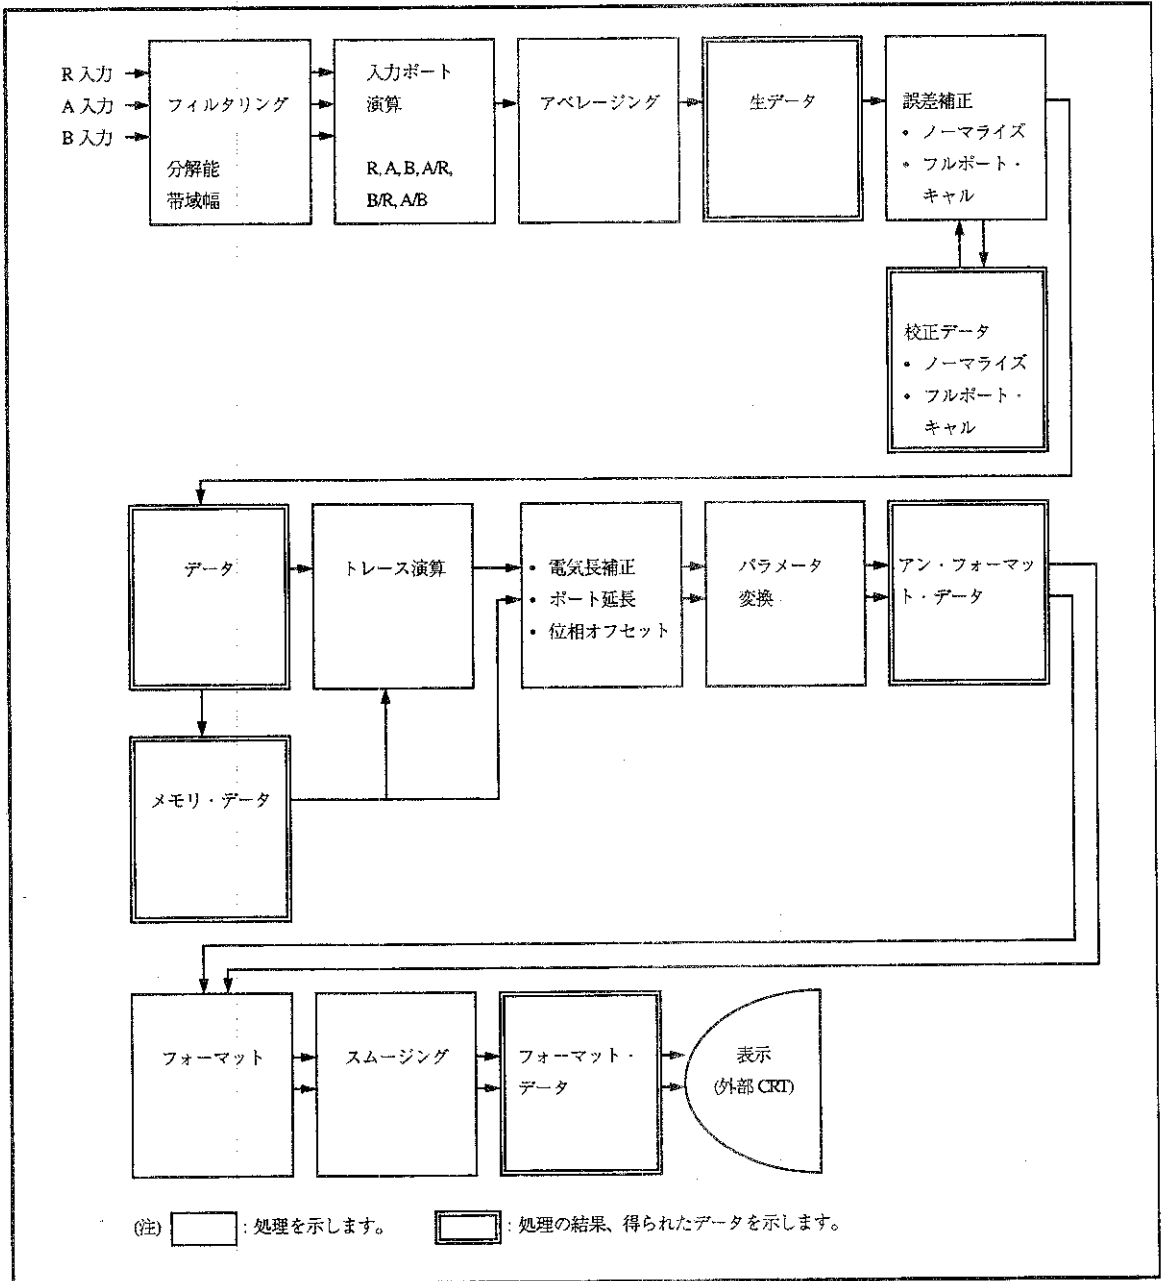 R 入力
A 入力
B 入力
フィルタリング
分解能
帯域幅
入力ポート
演算
R, A, B, A/R,
B/R, A/B
アベレージング
生データ
誤差補正
• ノーマライズ
• フルポート・
キャル
校正データ
• ノーマライズ
• フルポート・
キャル
データ
トレース演算
• 電気長補正
• ポート延長
• 位相オフセット
パラメータ
変換
アン・フォーマッ
ト・データ
メモリ・データ
フォーマット
スムージング
フォーマット・
データ
表示
(外部 CRT)
(注) : 処理を示します。 : 処理の結果、得られたデータを示します。